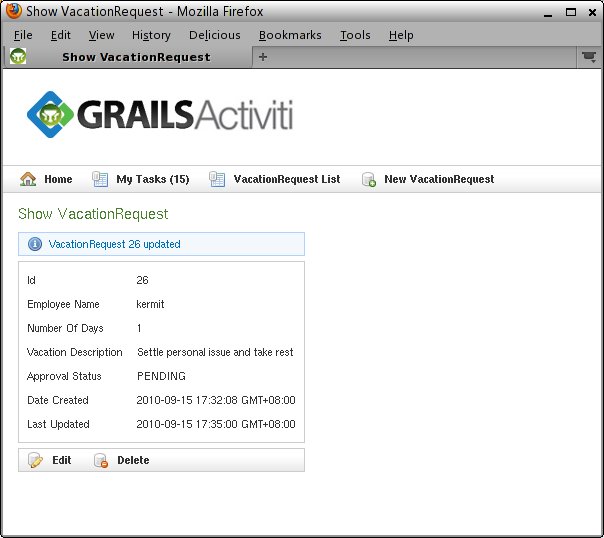 Show VacationRequest - Mozilla Firefox
File Edit View History Delicious Bookmarks Tools Help
Show VacationRequest
GRAILSActiviti
Home My Tasks (15) VacationRequest List New VacationRequest
Show VacationRequest
VacationRequest 26 updated
Id 26
Employee Name kermit
Number Of Days 1
Vacation Description Settle personal issue and take rest
Approval Status PENDING
Date Created 2010-09-15 17:32:08 GMT+08:00
Last Updated 2010-09-15 17:35:00 GMT+08:00
Edit Delete